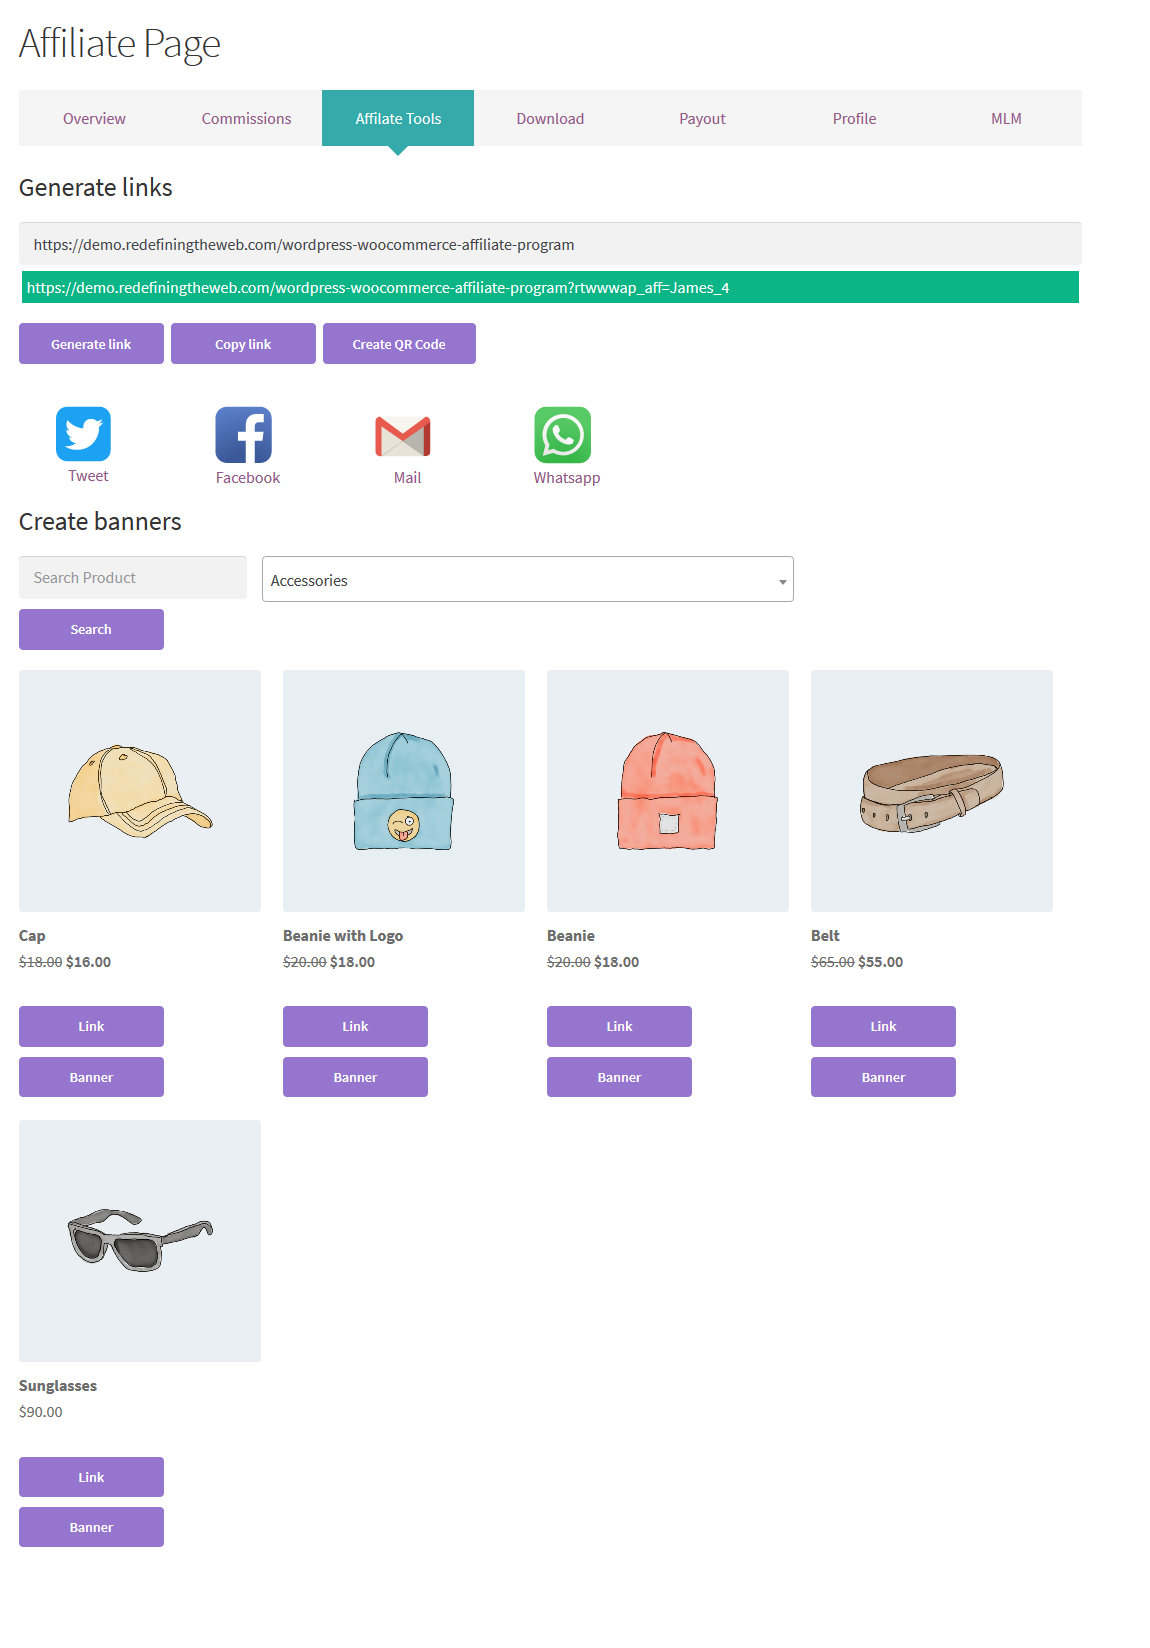 Affiliate Page
Overview Commissions Affilate Tools Download Payout Profile MLM
Generate links
https://demo.redefiningtheweb.com/wordpress-woocommerce-affiliate-program
https://demo.redefiningtheweb.com/wordpress-woocommerce-affiliate-program?rtwwwap_aff=James_4
Generate link Copy link Create QR Code
Tweet Facebook Mail Whatsapp
Create banners
Search Product Accessories
Search
Cap Beanie with Logo Beanie Belt
$18.00 $16.00 $20.00 $18.00 $20.00 $18.00 $65.00 $55.00
Link Link Link Link
Banner Banner Banner Banner
Sunglasses
$90.00
Link
Banner